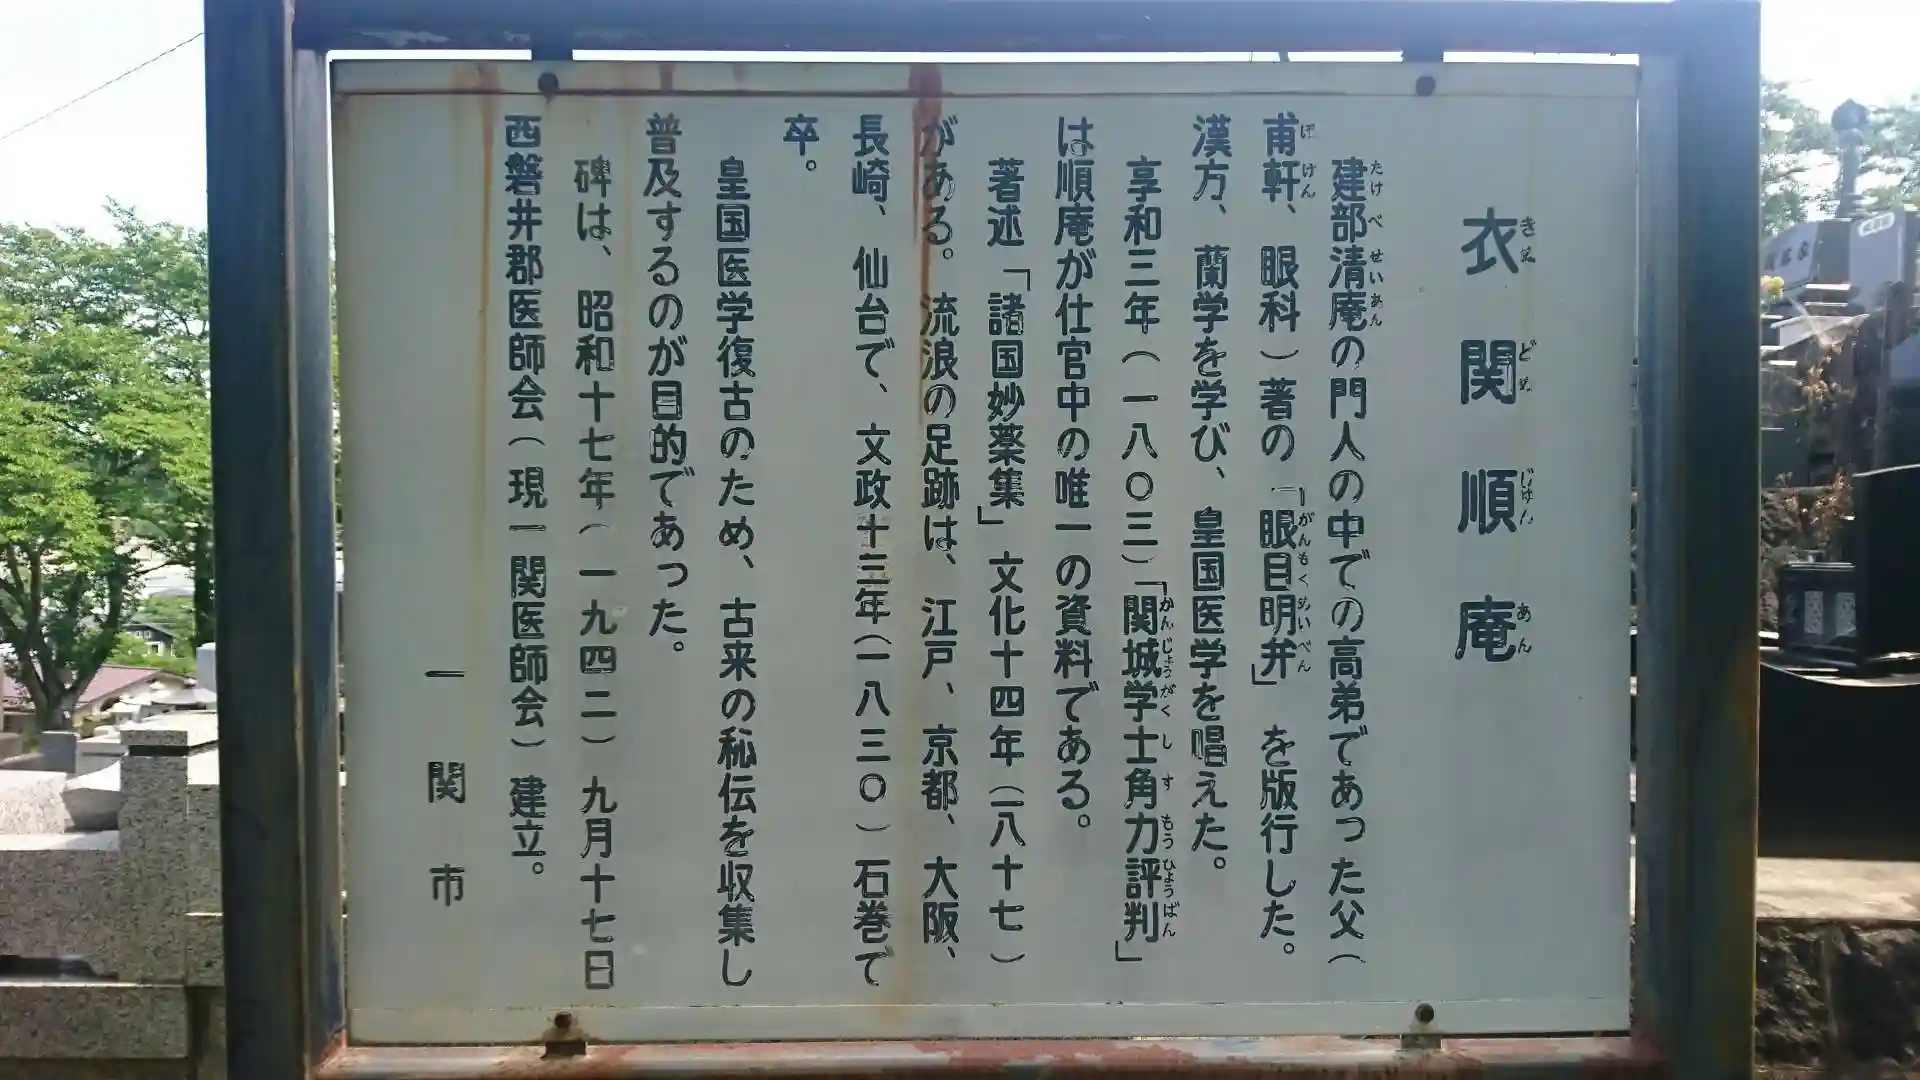 衣関順庵
建部清庵の門人の中での高弟であった父（
甫軒、眼科）著の「眼目明弁」を版行した。
漢方、蘭学を学び、皇国医学を唱えた。
享和三年（一八〇三）「関城学士角力評判」
は順庵が仕官中の唯一の資料である。
著述「諸国妙薬集」文化十四年（一八十七）
がある。流浪の足跡は、江戸、京都、大阪、
長崎、仙台で、文政十三年（一八三〇）石巻で
卒。
皇国医学復古のため、古来の秘伝を収集し
普及するのが目的であった。
碑は、昭和十七年（一九四二）九月十七日
西磐井郡医師会（現一関医師会）建立。
一関市